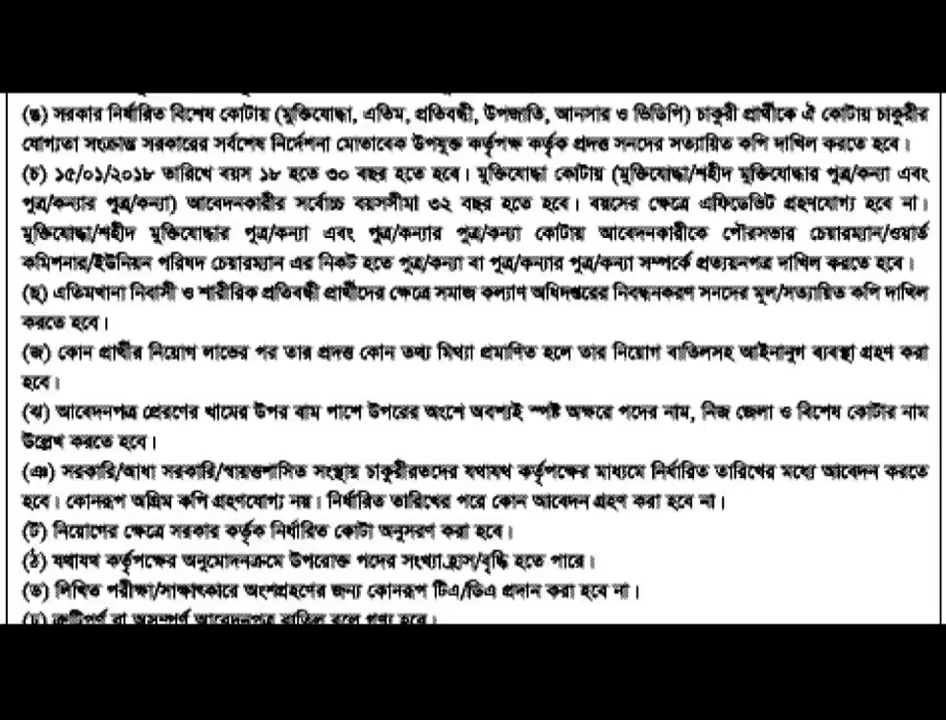 (ঙ) সরকার নির্ধারিত বিশেষ কোটায় (মুক্তিযোদ্ধা, এতিম, প্রতিবন্ধী, উপজাতি, আনসার ও ভিডিপি) চাকুরী প্রার্থীকে ঐ কোটায় চাকুরীর
যোগ্যতা সংক্রান্ত সরকারের সর্বশেষ নির্দেশনা মোতাবেক উপযুক্ত কর্তৃপক্ষ কর্তৃক প্রদত্ত সনদের সত্যায়িত কপি দাখিল করতে হবে।
(চ) ১৫/০১/২০১৮ তারিখে বয়স ১৮ হতে ৩০ বছর হতে হবে। মুক্তিযোদ্ধা কোটায় (মুক্তিযোদ্ধা/শহীদ মুক্তিযোদ্ধার পুত্র/কন্যা এবং
পুত্র/কন্যার পুত্র/কন্যা) আবেদনকারীর সর্বোচ্চ বয়সসীমা ৩২ বছর হতে হবে। বয়সের ক্ষেত্রে এফিডেভিট গ্রহণযোগ্য হবে না।
মুক্তিযোদ্ধা/শহীদ মুক্তিযোদ্ধার পুত্র/কন্যা এবং পুত্র/কন্যার পুত্র/কন্যা কোটায় আবেদনকারীকে পৌরসভার চেয়ারম্যান/ওয়ার্ড
কমিশনার/ইউনিয়ন পরিষদ চেয়ারম্যান এর নিকট হতে পুত্র/কন্যা বা পুত্র/কন্যার পুত্র/কন্যা সম্পর্কে প্রত্যয়নপত্র দাখিল করতে হবে।
(ছ) এতিমখানা নিবাসী ও শারীরিক প্রতিবন্ধী প্রার্থীদের ক্ষেত্রে সমাজ কল্যাণ অধিদপ্তরের নিবন্ধনকরণ সনদের মূল/সত্যায়িত কপি দাখিল
করতে হবে।
(জ) কোন প্রার্থীর নিয়োগ লাভের পর তার প্রদত্ত কোন তথ্য মিথ্যা প্রমাণিত হলে তার নিয়োগ বাতিলসহ আইনানুগ ব্যবস্থা গ্রহণ করা
হবে।
(ঝ) আবেদনপত্র প্রেরণের খামের উপর বাম পাশে উপরের অংশে অবশ্যই স্পষ্ট অক্ষরে পদের নাম, নিজ জেলা ও বিশেষ কোটার নাম
উল্লেখ করতে হবে।
(ঞ) সরকারি/আধা সরকারি/স্বায়ত্তশাসিত সংস্থায় চাকুরীরতদের যথাযথ কর্তৃপক্ষের মাধ্যমে নির্ধারিত তারিখের মধ্যে আবেদন করতে
হবে। কোনরূপ অগ্রিম কপি গ্রহণযোগ্য নয়। নির্ধারিত তারিখের পরে কোন আবেদন গ্রহণ করা হবে না।
(ট) নিয়োগের ক্ষেত্রে সরকার কর্তৃক নির্ধারিত কোটা অনুসরণ করা হবে।
(ঠ) যথাযথ কর্তৃপক্ষের অনুমোদনক্রমে উপরোক্ত পদের সংখ্যা হ্রাস/বৃদ্ধি হতে পারে।
(ড) লিখিত পরীক্ষা/সাক্ষাৎকারে অংশগ্রহণের জন্য কোনরূপ টিএ/ডিএ প্রদান করা হবে না।
(ঢ) ত্রুটিপূর্ণ বা অসম্পূর্ণ আবেদনপত্র বাতিল বলে গণ্য হবে।